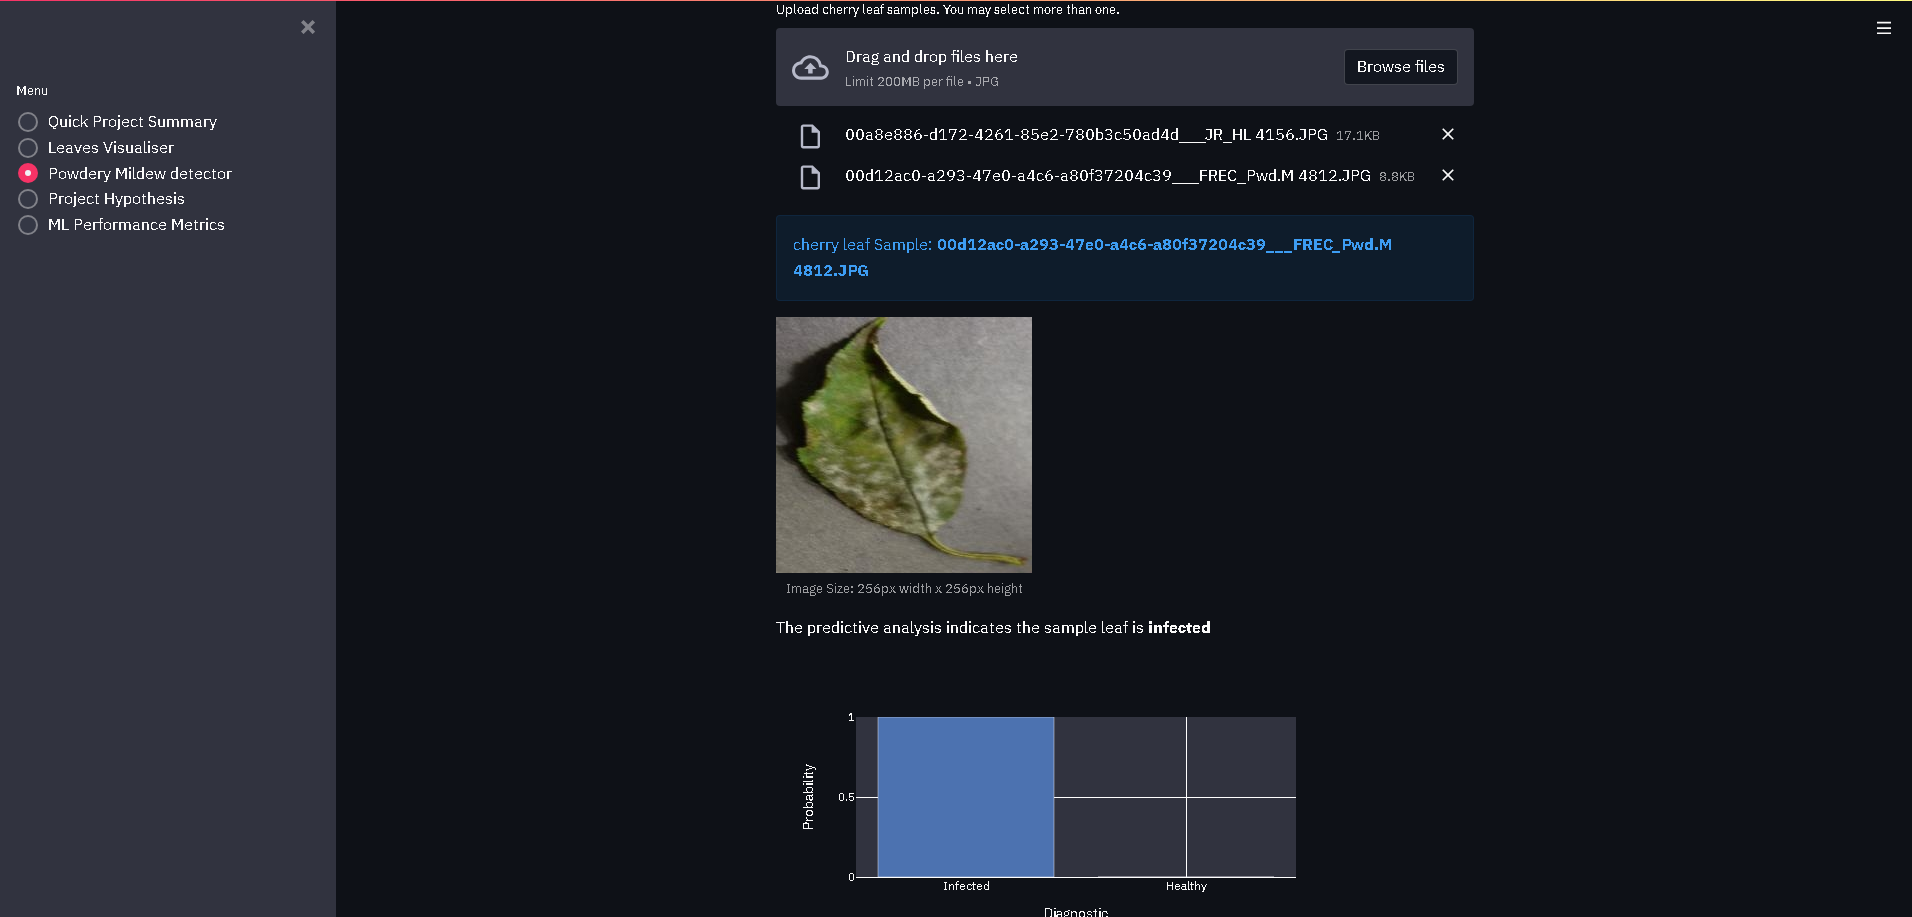 Menu
Quick Project Summary
Leaves Visualiser
Powdery Mildew detector
Project Hypothesis
ML Performance Metrics
Upload cherry leaf samples. You may select more than one.
Drag and drop files here
Limit 200MB per file • JPG
Browse files
00a8e886-d172-4261-85e2-780b3c50ad4d___JR_HL 4156.JPG 17.1KB
00d12ac0-a293-47e0-a4c6-a80f37204c39___FREC_Pwd.M 4812.JPG 8.8KB
cherry leaf Sample: 00d12ac0-a293-47e0-a4c6-a80f37204c39___FREC_Pwd.M
4812.JPG
Image Size: 256px width x 256px height
The predictive analysis indicates the sample leaf is infected
1
0.5
0
Probability
Infected
Healthy
Diagnostic